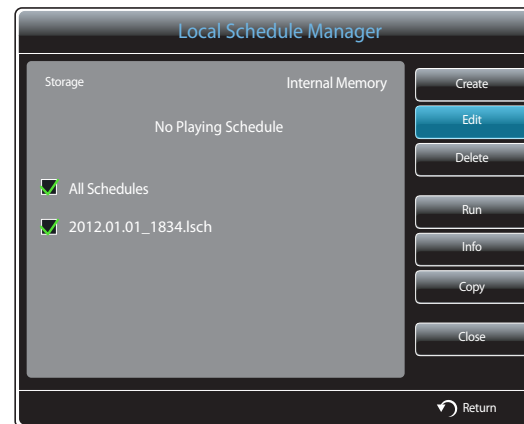 Local Schedule Manager
Storage Internal Memory
No Playing Schedule
All Schedules
2012.01.01_1834.lsch
Create
Edit
Delete
Run
Info
Copy
Close
Return